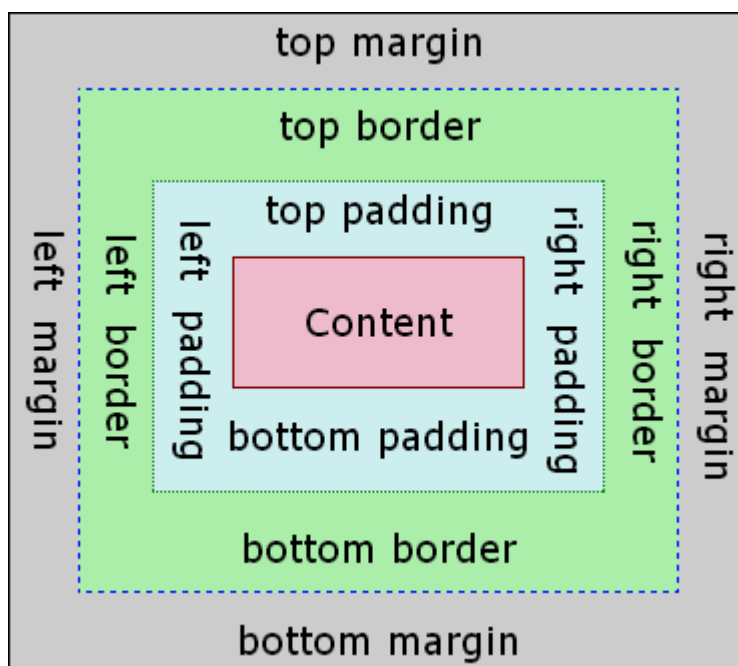 top margin
top border
top padding
left margin
left border
left padding
Content
right padding
right border
right margin
bottom padding
bottom border
bottom margin